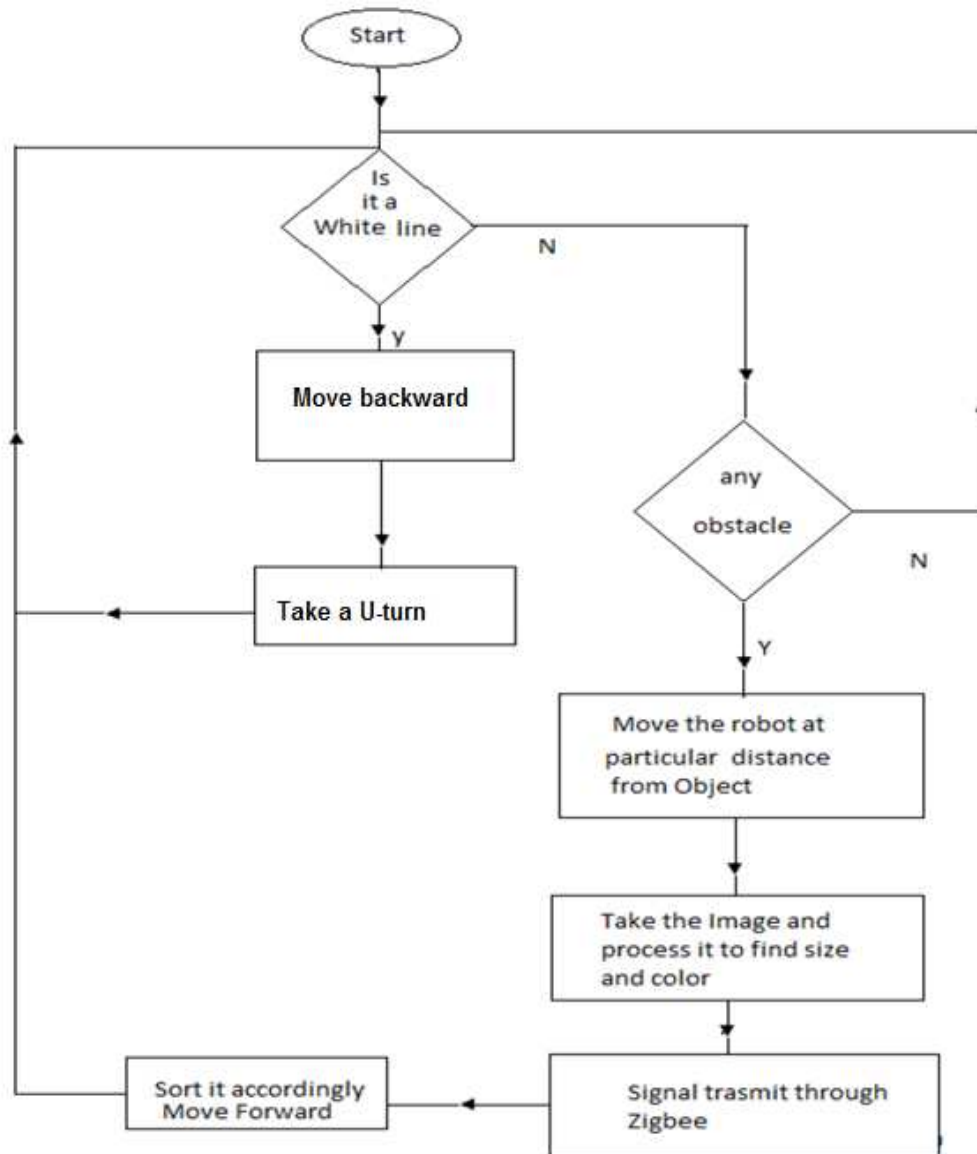 Start
Is
it a
White line
N
y
Move backward
any
obstacle
N
Take a U-turn
Y
Move the robot at
particular distance
from Object
Take the Image and
process it to find size
and color
Signal trasmit through
Zigbee
Sort it accordingly
Move Forward